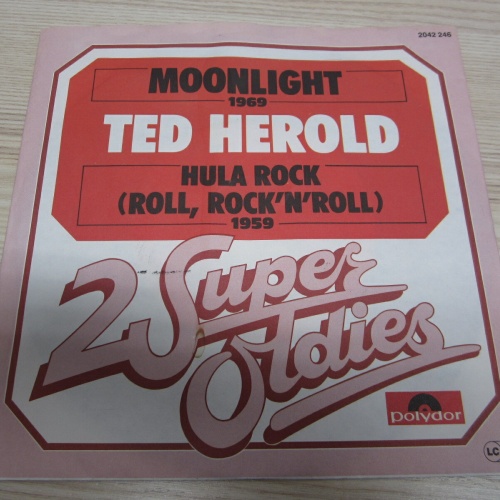 2042 246
MOONLIGHT
1969
TED HEROLD
HULA ROCK
(ROLL, ROCK'N'ROLL)
1959
2 Super
Oldies
polydor
LC